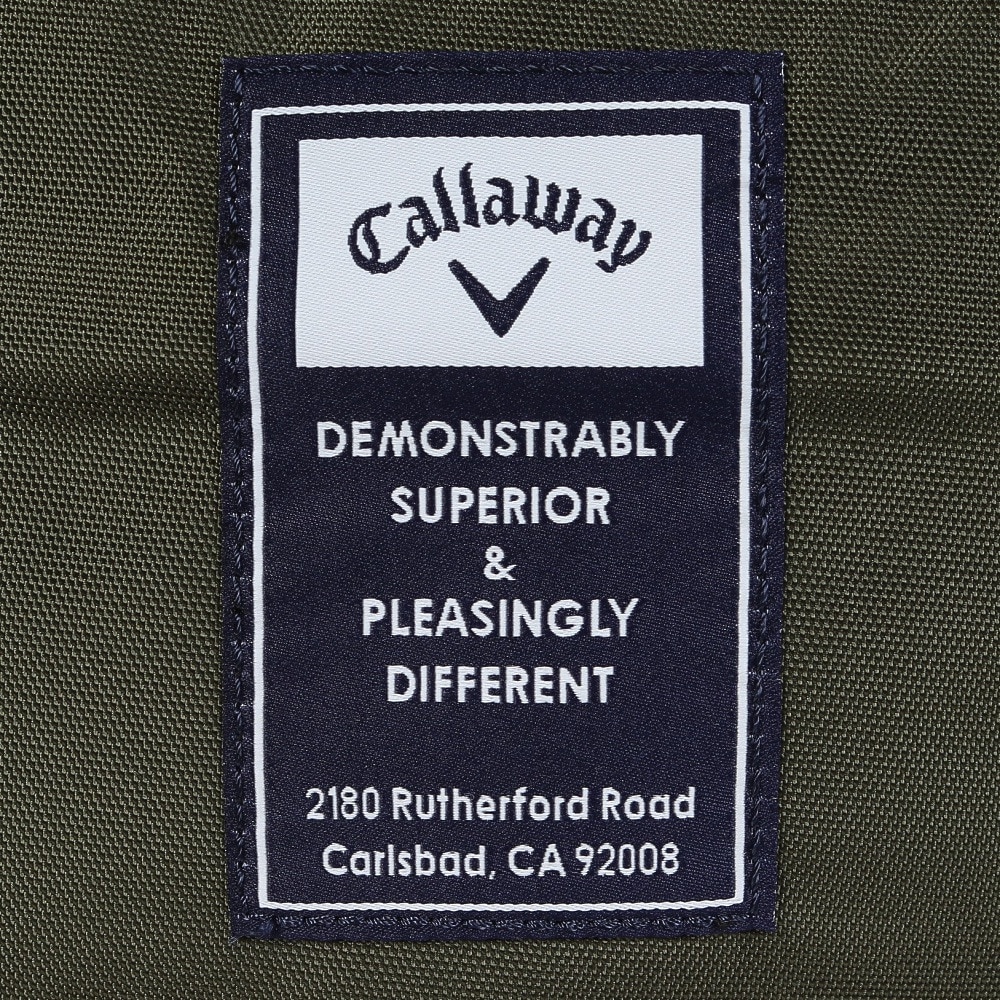 Callaway
DEMONSTRABLY
SUPERIOR
&
PLEASINGLY
DIFFERENT
2180 Rutherford Road
Carlsbad, CA 92008